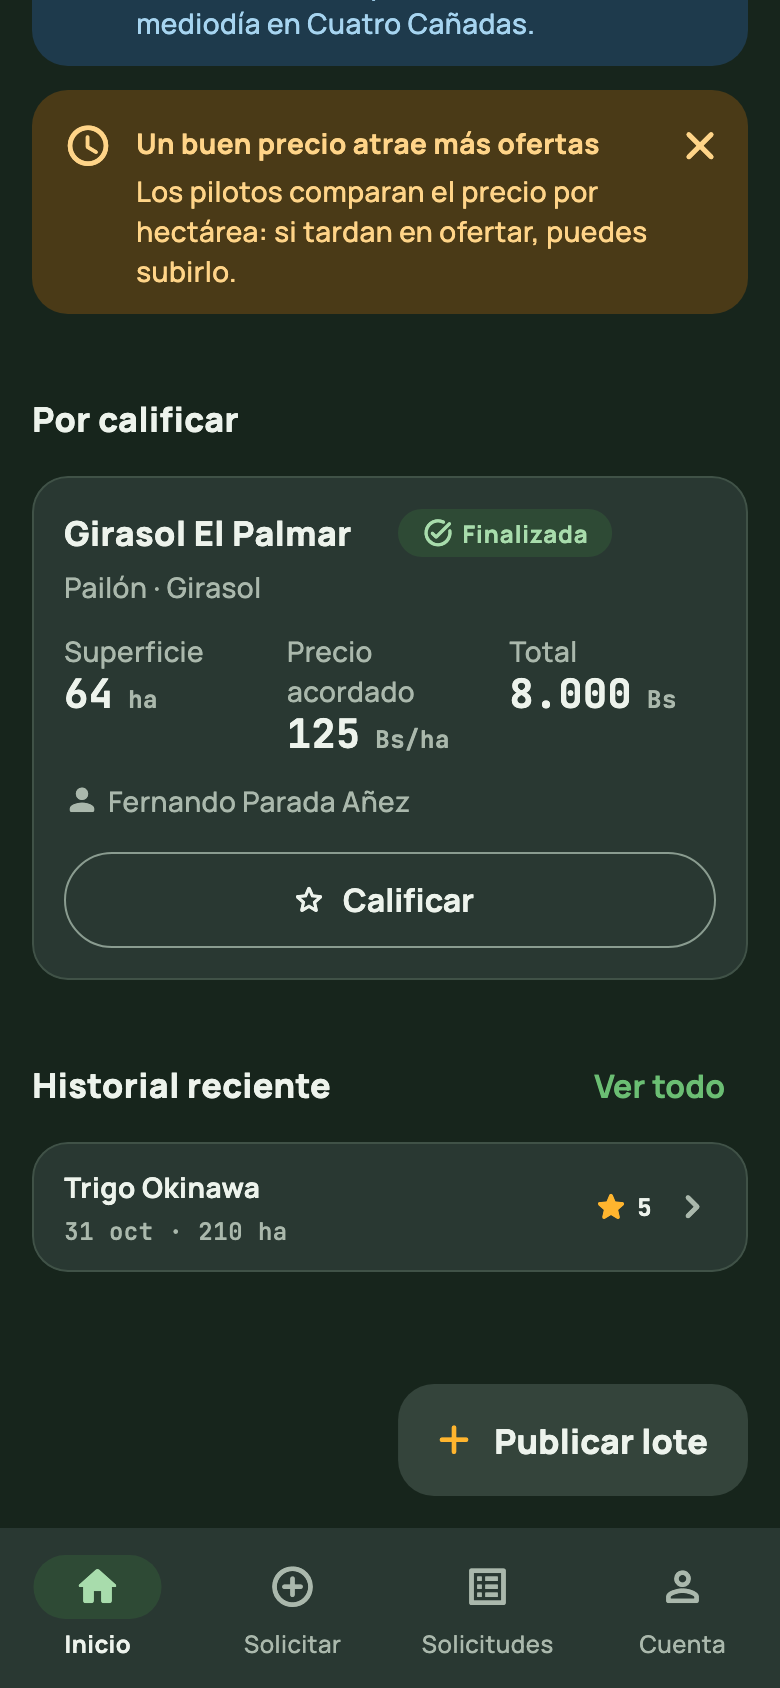 mediodía en Cuatro Cañadas.
Un buen precio atrae más ofertas
Los pilotos comparan el precio por
hectárea: si tardan en ofertar, puedes
subirlo.
Por calificar
Girasol El Palmar
Finalizada
Pailón · Girasol
Superficie
64 ha
Precio
acordado
125 Bs/ha
Total
8.000 Bs
Fernando Parada Añez
Calificar
Historial reciente
Ver todo
Trigo Okinawa
31 oct · 210 ha
5
Publicar lote
Inicio
Solicitar
Solicitudes
Cuenta